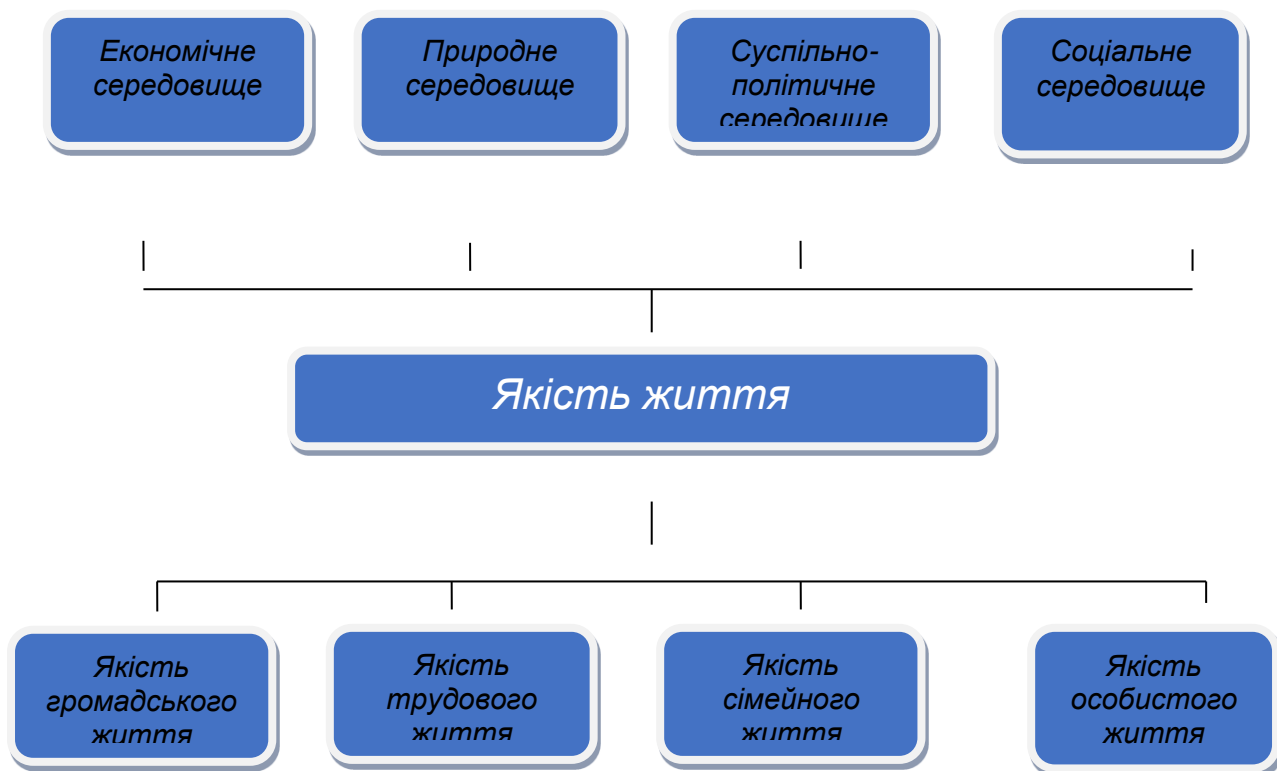 Економічне
середовище
Природне
середовище
Суспільно-
політичне
середовище
Соціальне
середовище
Якість життя
Якість
громадського
життя
Якість
трудового
життя
Якість
сімейного
життя
Якість
особистого
життя